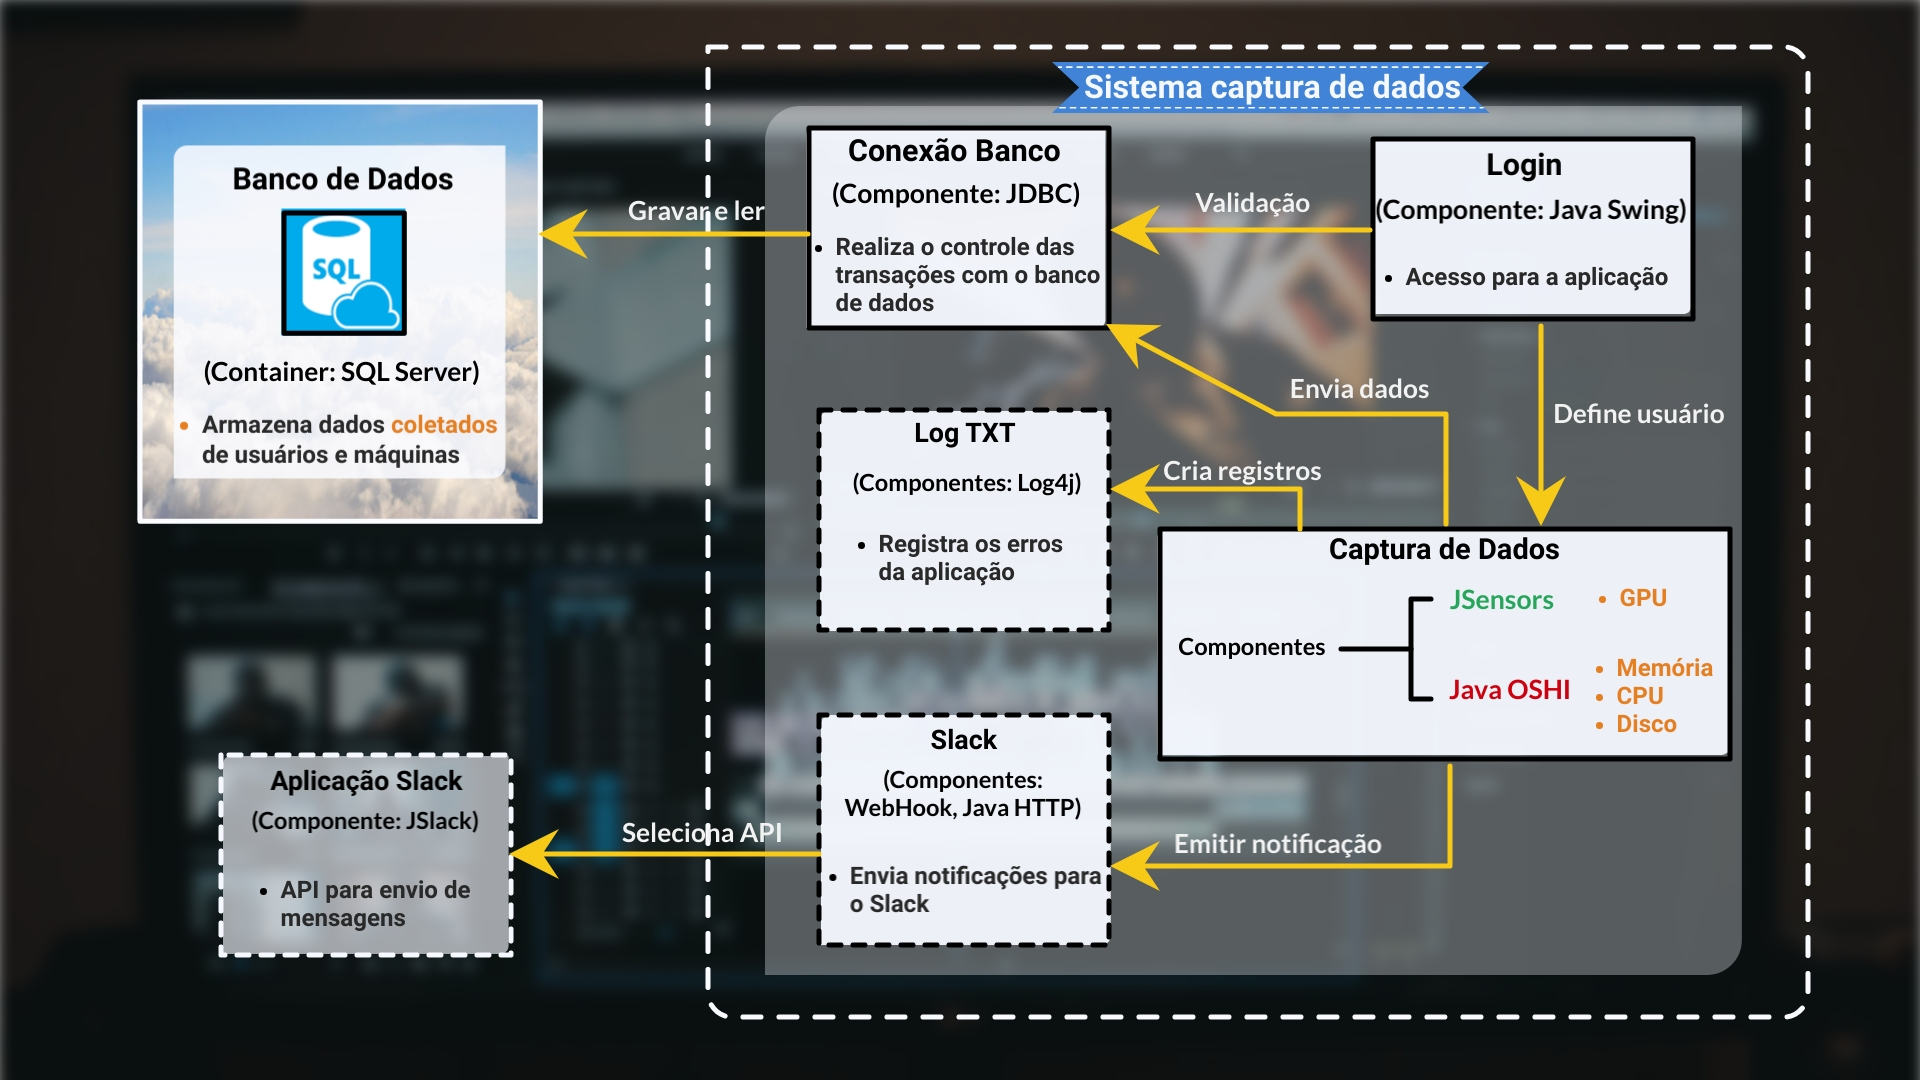 Sistema captura de dados
Banco de Dados
SQL
(Container: SQL Server)
• Armazena dados coletados
de usuários e máquinas
Gravar e ler
Conexão Banco
(Componente: JDBC)
• Realiza o controle das
transações com o banco
de dados
Validação
Login
(Componente: Java Swing)
• Acesso para a aplicação
Envia dados
Define usuário
Log TXT
(Componentes: Log4j)
• Registra os erros
da aplicação
Cria registros
Captura de Dados
Componentes
JSensors
• GPU
Java OSHI
• Memória
• CPU
• Disco
Slack
(Componentes:
WebHook, Java HTTP)
• Envia notificações para
o Slack
Emitir notificação
Seleciona API
Aplicação Slack
(Componente: JSlack)
• API para envio de
mensagens